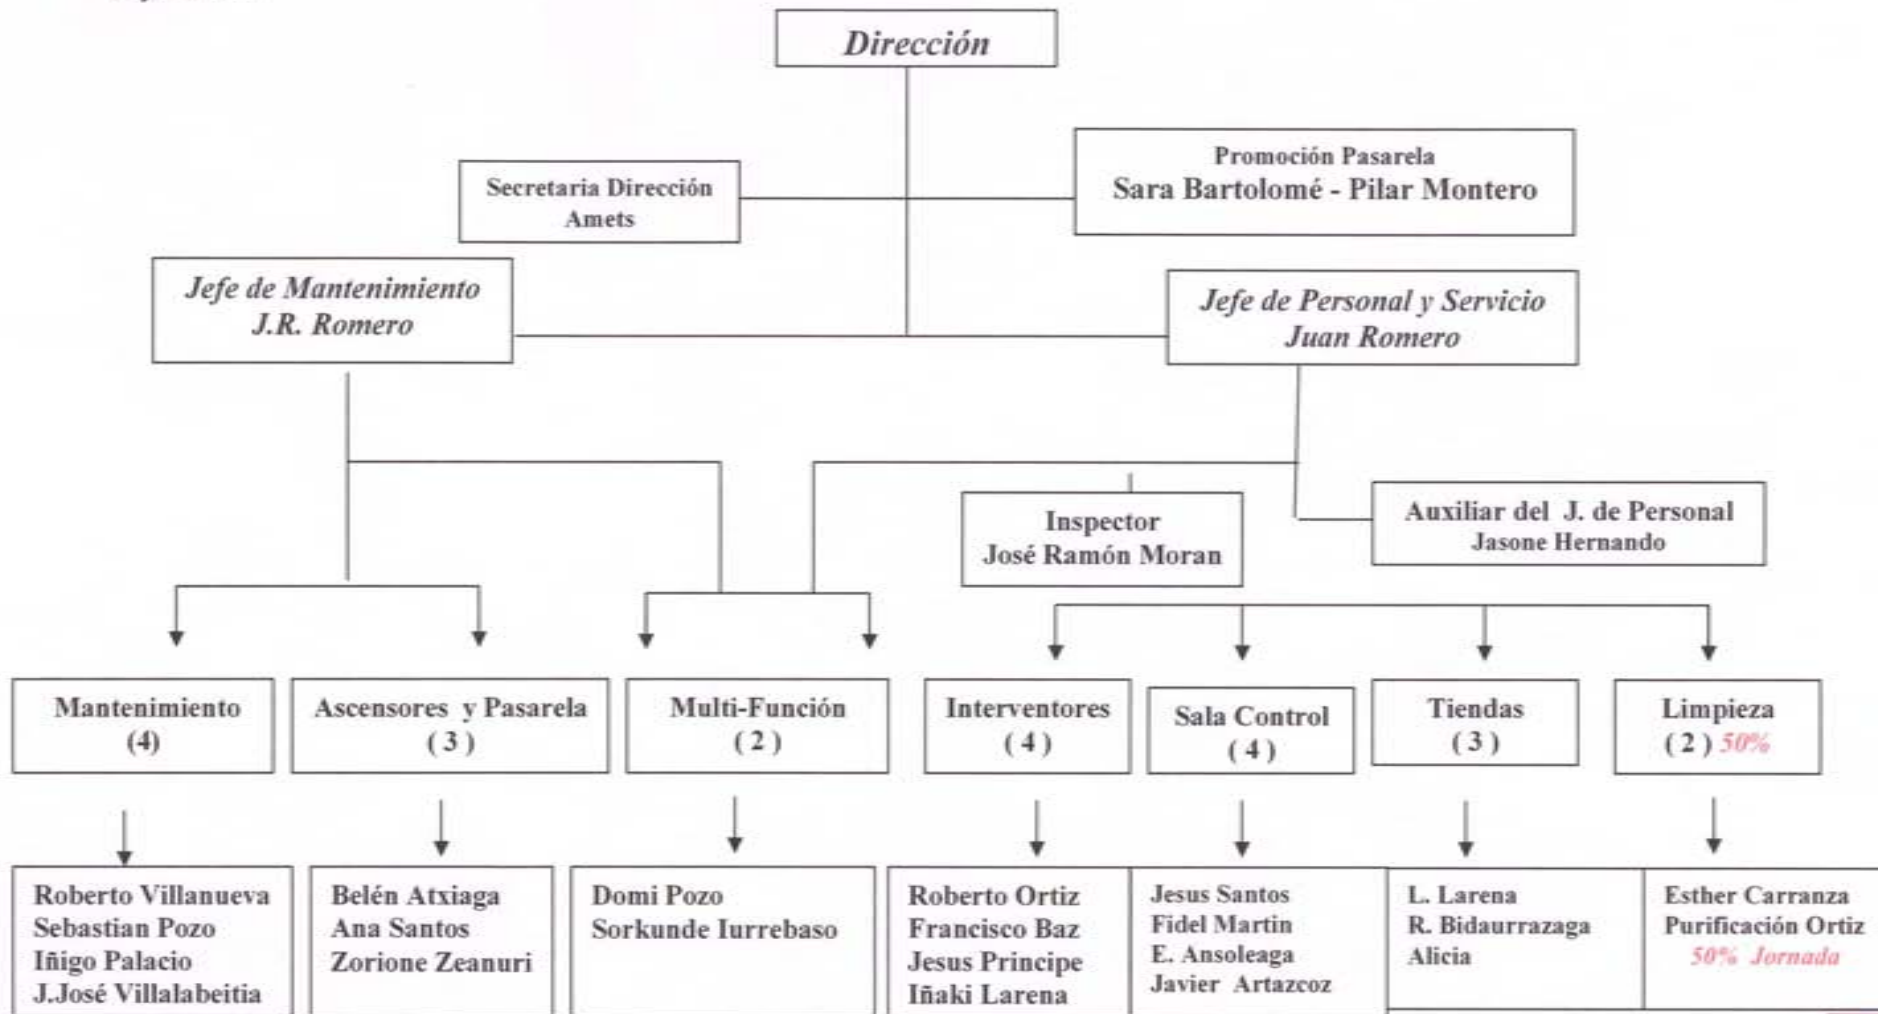 Dirección
Promoción Pasarela
Sara Bartolomé - Pilar Montero
Secretaria Dirección
Amets
Jefe de Mantenimiento
J.R. Romero
Jefe de Personal y Servicio
Juan Romero
Inspector
José Ramón Moran
Auxiliar del J. de Personal
Jasone Hernando
Mantenimiento
(4)
Ascensores y Pasarela
( 3 )
Multi-Función
( 2 )
Interventores
( 4 )
Sala Control
( 4 )
Tiendas
( 3 )
Limpieza
( 2 ) 50%
Roberto Villanueva
Sebastian Pozo
Iñigo Palacio
J.José Villalabeitia
Belén Atxiaga
Ana Santos
Zorione Zeanuri
Domi Pozo
Sorkunde Iurrebaso
Roberto Ortiz
Francisco Baz
Jesus Principe
Iñaki Larena
Jesus Santos
Fidel Martin
E. Ansoleaga
Javier Artazcoz
L. Larena
R. Bidaurrazaga
Alicia
Esther Carranza
Purificación Ortiz
50% Jornada